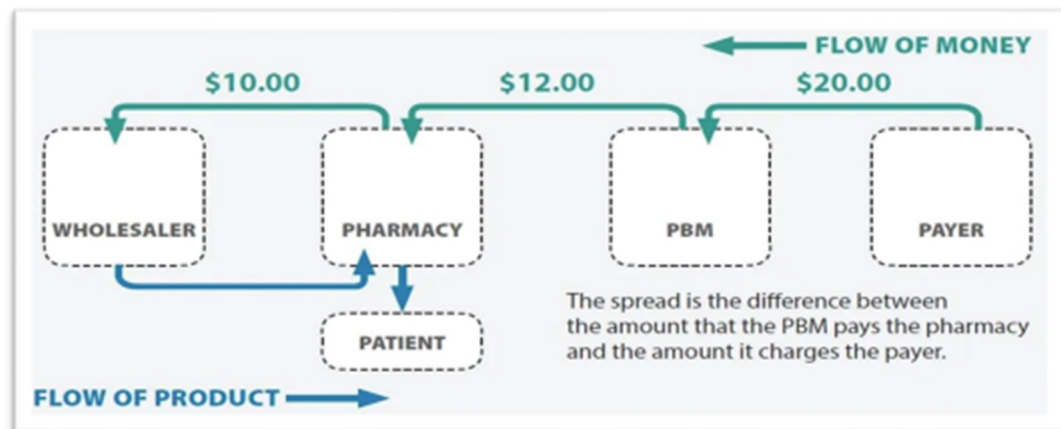 FLOW OF MONEY
$10.00
$12.00
$20.00
WHOLESALER
PHARMACY
PBM
PAYER
The spread is the difference between
the amount that the PBM pays the pharmacy
and the amount it charges the payer.
PATIENT
FLOW OF PRODUCT